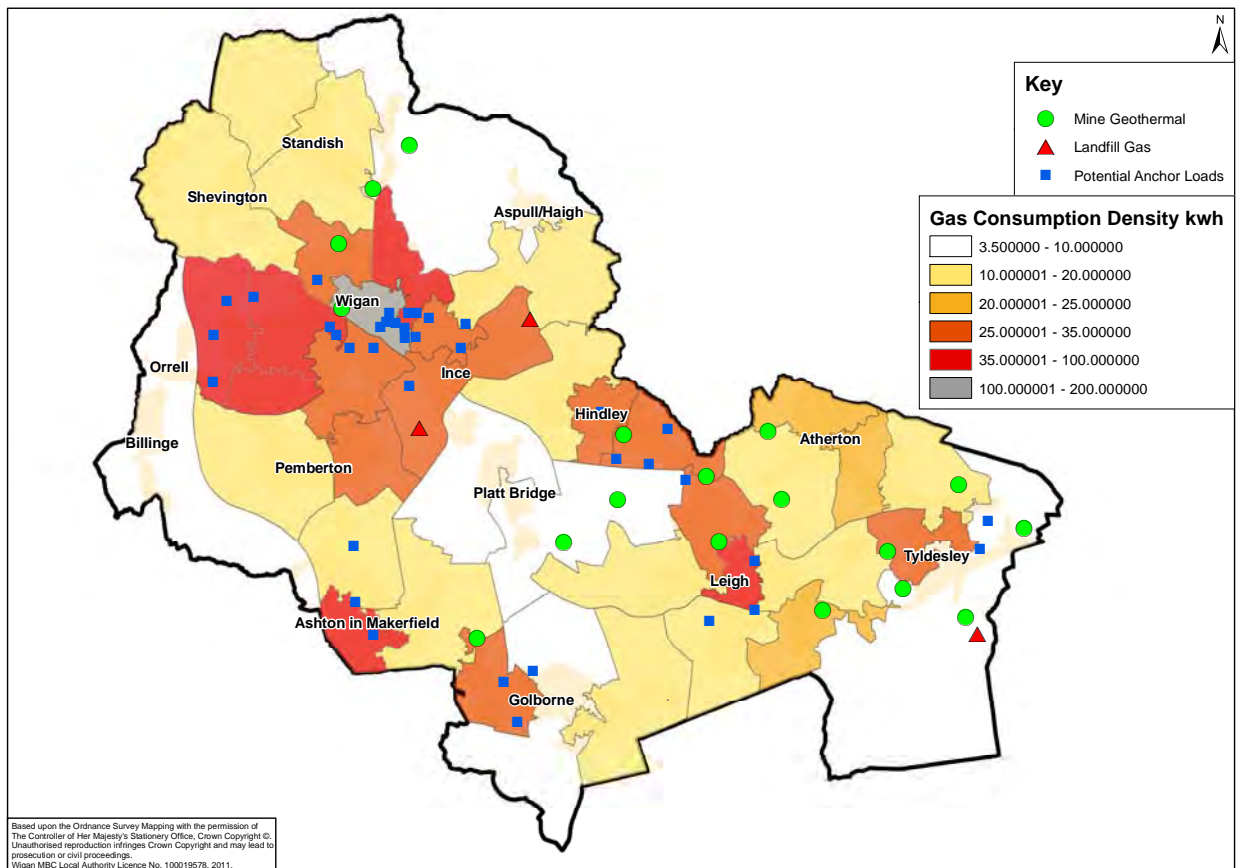 N
Key
Mine Geothermal
Landfill Gas
Potential Anchor Loads
Gas Consumption Density kwh
3.500000 - 10.000000
10.000001 - 20.000000
20.000001 - 25.000000
25.000001 - 35.000000
35.000001 - 100.000000
100.000001 - 200.000000
Standish
Shevington
Aspull/Haigh
Wigan
Orrell
Ince
Hindley
Billinge
Atherton
Pemberton
Platt Bridge
Tyldesley
Leigh
Ashton in Makerfield
Golborne
Based upon the Ordnance Survey Mapping with the permission of
The Controller of Her Majesty's Stationery Office, Crown Copyright ©.
Unauthorised reproduction infringes Crown Copyright and may lead to
prosecution or civil proceedings.
Wigan MBC Local Authority Licence No. 100019578, 2011.